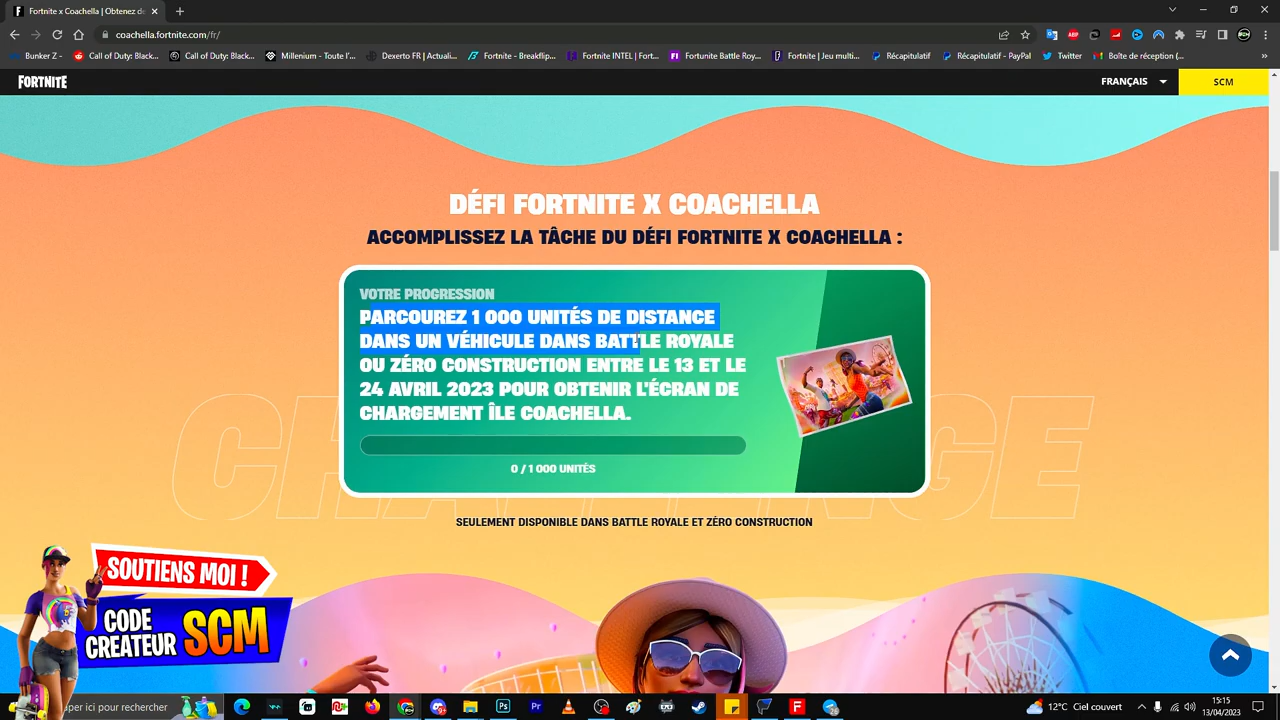 Fortnite x Coachella | Obtenez de
coachella.fortnite.com/fr/
Bunker Z -
Call of Duty: Black...
Call of Duty: Black...
Millenium - Toute l'...
Dexerto FR | Actuali...
Fortnite - Breakflip...
Fortnite INTEL | Fort...
Fortunite Battle Roy...
Fortnite | Jeu multi...
Récapitulatif
Récapitulatif - PayPal
Twitter
Boîte de réception (...
»
FORTNITE
FRANÇAIS
SCM
DÉFI FORTNITE X COACHELLA
ACCOMPLISSEZ LA TÂCHE DU DÉFI FORTNITE X COACHELLA :
VOTRE PROGRESSION
PARCOUREZ 1 000 UNITÉS DE DISTANCE
DANS UN VÉHICULE DANS BATTLE ROYALE
OU ZÉRO CONSTRUCTION ENTRE LE 13 ET LE
24 AVRIL 2023 POUR OBTENIR L'ÉCRAN DE
CHARGEMENT ÎLE COACHELLA.
0 / 1 000 UNITÉS
SEULEMENT DISPONIBLE DANS BATTLE ROYALE ET ZÉRO CONSTRUCTION
SOUTIENS MOI !
CODE
CREATEUR SCM
aper ici pour rechercher
12°C Ciel couvert
15:15
13/04/2023